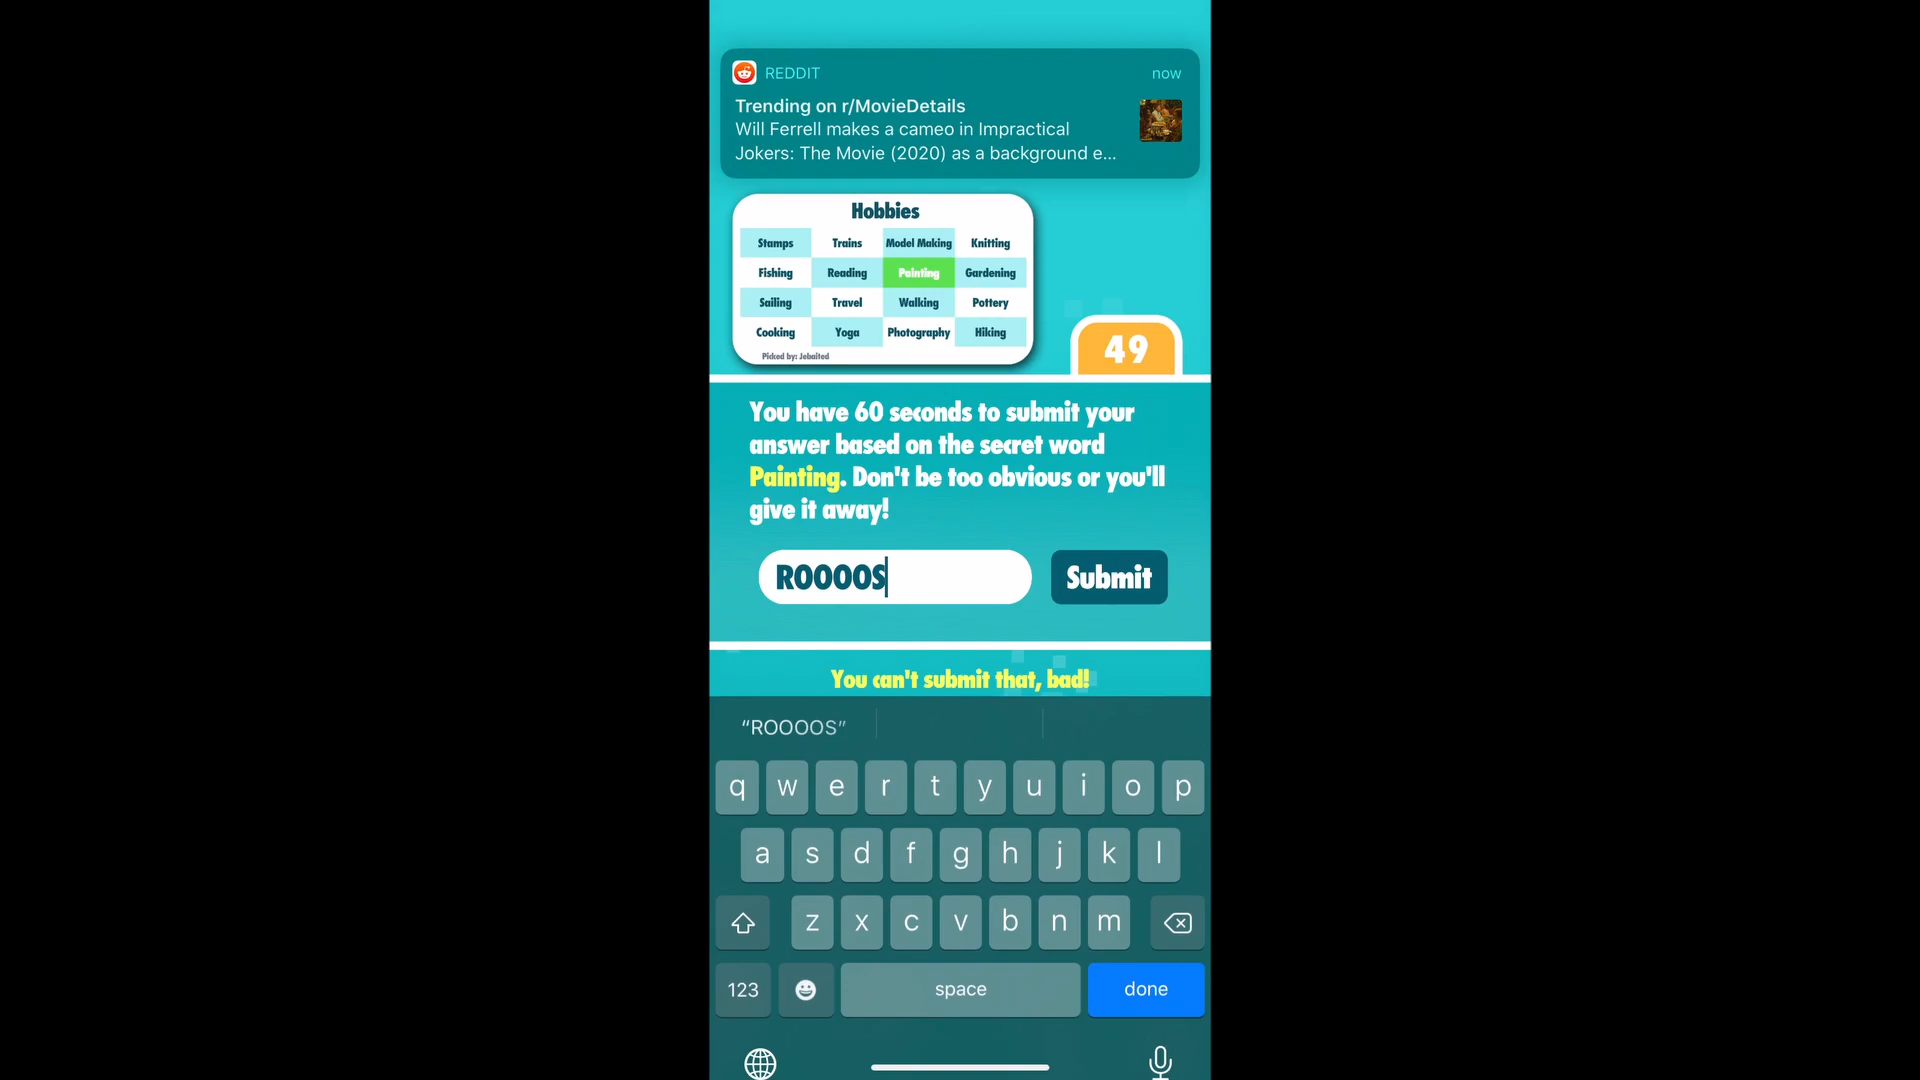 REDDIT now
Trending on r/MovieDetails
Will Ferrell makes a cameo in Impractical
Jokers: The Movie (2020) as a background e...
Hobbies
Stamps Trains Model Making Knitting
Fishing Reading Painting Gardening
Sailing Travel Walking Pottery
Cooking Yoga Photography Hiking
Picked by: Jebaited
49
You have 60 seconds to submit your
answer based on the secret word
Painting. Don't be too obvious or you'll
give it away!
ROOOOS Submit
You can't submit that, bad!
“ROOOOS”
q w e r t y u i o p
a s d f g h j k l
z x c v b n m
123 space done